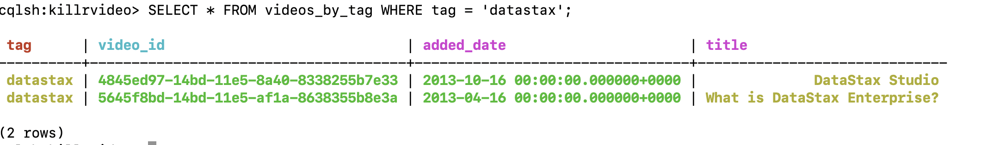 cqlsh:killrvideo> SELECT * FROM videos_by_tag WHERE tag = 'datastax';
tag | video_id | added_date | title
----------+--------------------------------------+---------------------------------+------------------------------
datastax | 4845ed97-14bd-11e5-8a40-8338255b7e33 | 2013-10-16 00:00:00.000000+0000 | DataStax Studio
datastax | 5645f8bd-14bd-11e5-af1a-8638355b8e3a | 2013-04-16 00:00:00.000000+0000 | What is DataStax Enterprise?
(2 rows)